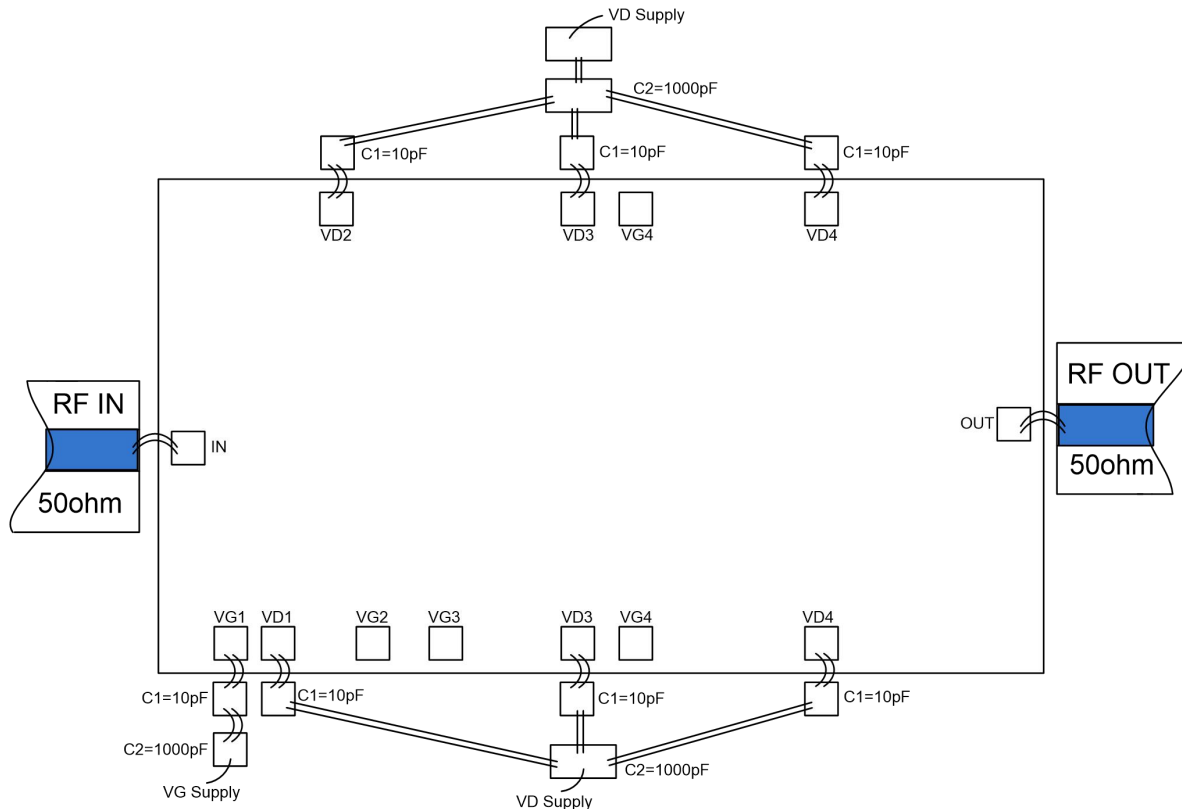 VD Supply
C2=1000pF
C1=10pF
C1=10pF
C1=10pF
VD2
VD3
VG4
VD4
RF IN
50ohm
IN
OUT
RF OUT
50ohm
VG1
VD1
VG2
VG3
VD3
VG4
VD4
C1=10pF
C1=10pF
C1=10pF
C1=10pF
C2=1000pF
C2=1000pF
VG Supply
VD Supply